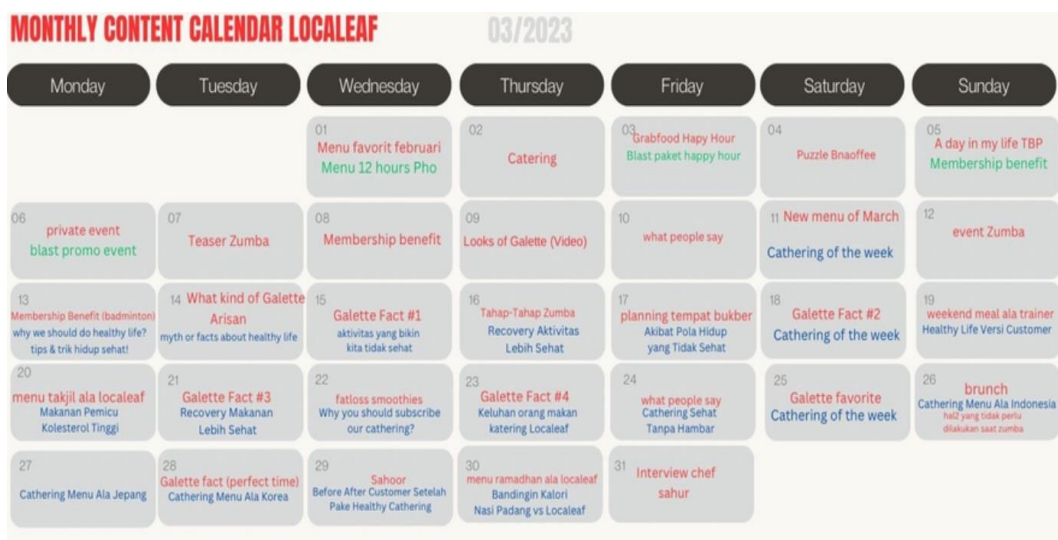 MONTHLY CONTENT CALENDAR LOCALEAF
03/2023
Monday
Tuesday
Wednesday
Thursday
Friday
Saturday
Sunday
01
Menu favorit februari
Menu 12 hours Pho
02
Catering
03
Grabfood Hapy Hour
Blast paket happy hour
04
Puzzle Bnaoffee
05
A day in my life TBP
Membership benefit
06
private event
blast promo event
07
Teaser Zumba
08
Membership benefit
09
Looks of Galette (Video)
10
what people say
11 New menu of March
Cathering of the week
12
event Zumba
13
Membership Benefit (badminton)
why we should do healthy life?
tips & trik hidup sehat!
14 What kind of Galette
Arisan
myth or facts about healthy life
15
Galette Fact #1
aktivitas yang bikin
kita tidak sehat
16
Tahap-Tahap Zumba
Recovery Aktivitas
Lebih Sehat
17
planning tempat bukber
Akibat Pola Hidup
yang Tidak Sehat
18
Galette Fact #2
Cathering of the week
19
weekend meal ala trainer
Healthy Life Versi Customer
20
menu takjil ala localeaf
Makanan Pemicu
Kolesterol Tinggi
21
Galette Fact #3
Recovery Makanan
Lebih Sehat
22
fatloss smoothies
Why you should subscribe
our cathering?
23
Galette Fact #4
Keluhan orang makan
katering Localeaf
24
what people say
Cathering Sehat
Tanpa Hambar
25
Galette favorite
Cathering of the week
26
brunch
Cathering Menu Ala Indonesia
hal2 yang tidak perlu
dilakukan saat zumba
27
Cathering Menu Ala Jepang
28
Galette fact (perfect time)
Cathering Menu Ala Korea
29
Sahoor
Before After Customer Setelah
Pake Healthy Cathering
30
menu ramadhan ala localeaf
Bandingin Kalori
Nasi Padang vs Localeaf
31
Interview chef
sahur